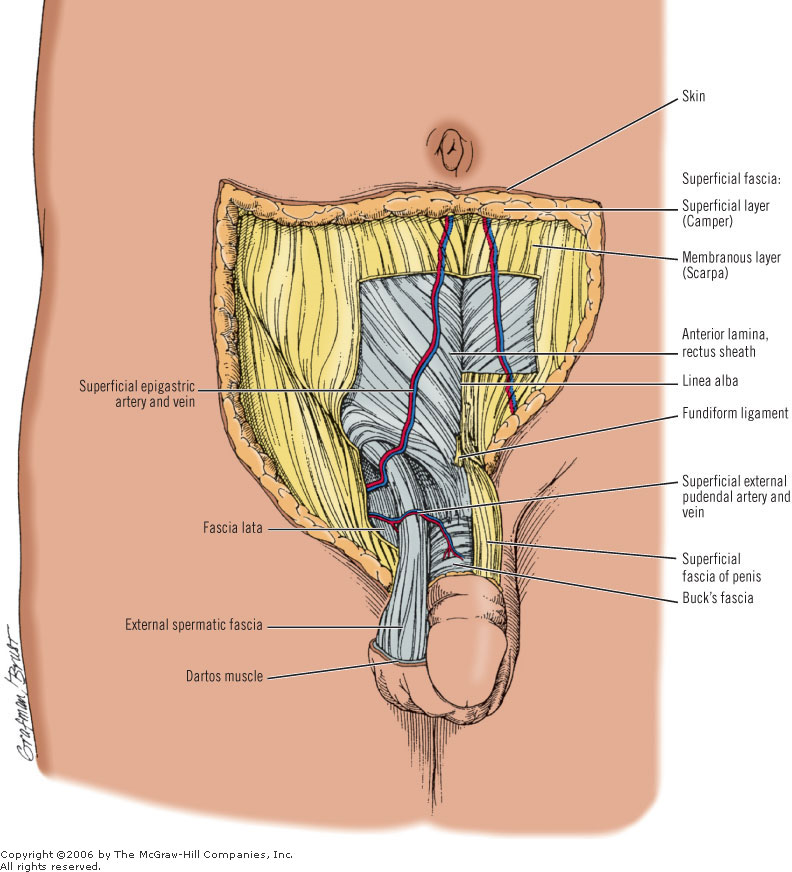 Skin
Superficial fascia:
Superficial layer
(Camper)
Membranous layer
(Scarpa)
Anterior lamina,
rectus sheath
Linea alba
Superficial epigastric
artery and vein
Fundiform ligament
Superficial external
pudendal artery and
vein
Fascia lata
Superficial
fascia of penis
Buck's fascia
External spermatic fascia
Dartos muscle
Copyright ©2006 by The McGraw-Hill Companies, Inc.
All rights reserved.